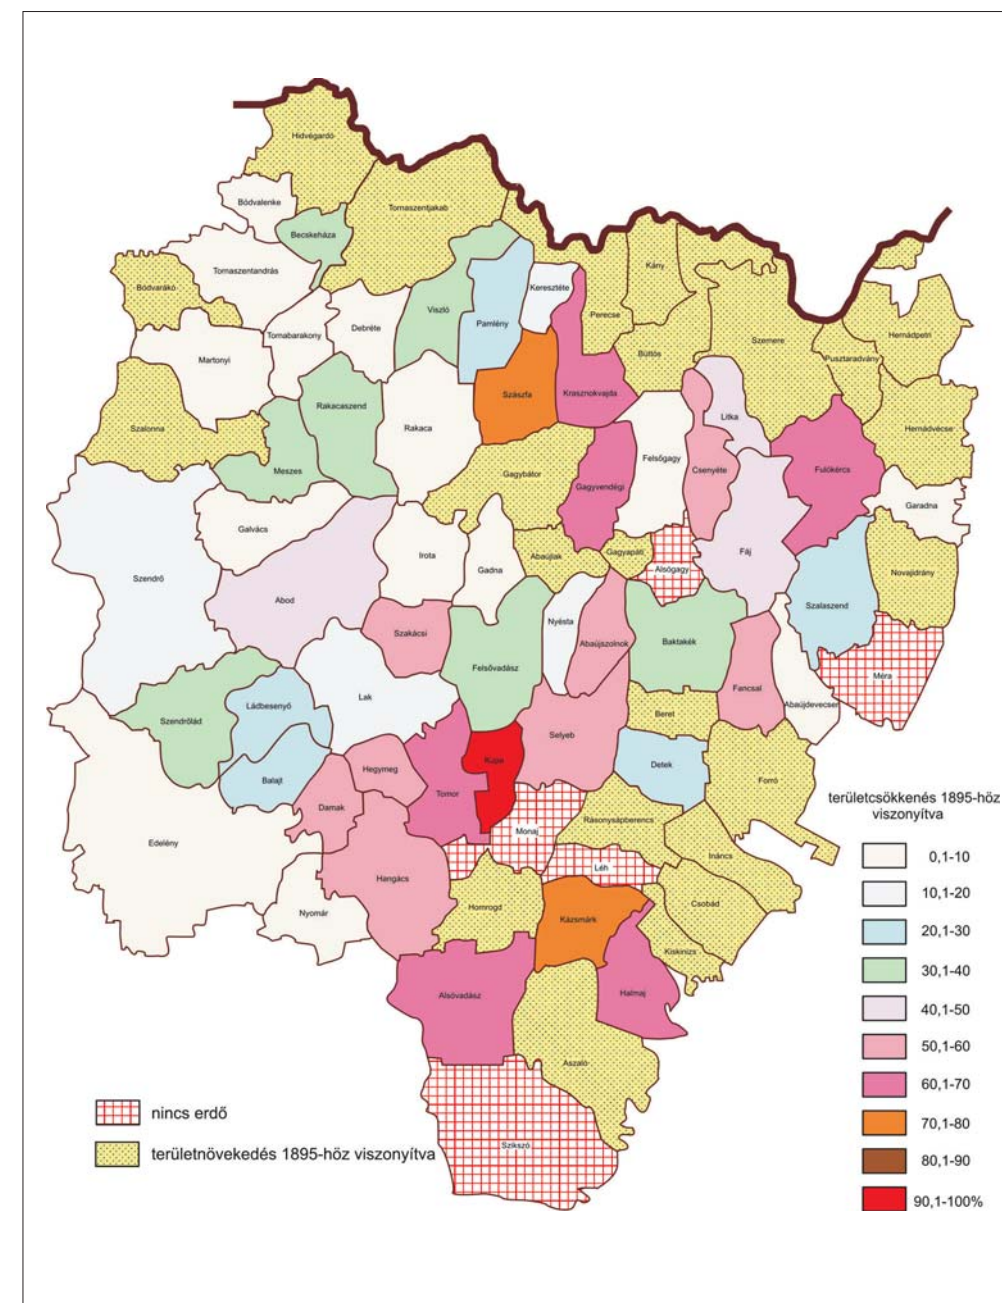 Hidvégardó
Bódvalenke
Tornaszentjakab
Becskeháza
Tornaszentandrás
Kány
Bódvarákó
Keresztéte
Viszló
Perecse
Pamlény
Debréte
Tornabarakony
Hernádpetri
Szemere
Büttös
Pusztaradvány
Martonyi
Szászfa
Krasznokvajda
Rakacaszend
Litka
Rakaca
Szalonna
Hernádvécse
Felsőgagy
Meszes
Csenyéte
Fulókércs
Gagybátor
Gagyvendégi
Garadna
Galvács
Irota
Gadna
Abaújlak
Gagyapáti
Fáj
Alsógagy
Novajidrány
Szendrő
Abod
Szalaszend
Nyésta
Szakácsi
Abaújszolnok
Baktakék
Felsővadász
Méra
Fancsal
Lak
Ládbesenyő
Abaújdevecser
Beret
Szendrőlád
Selyeb
Kupa
Detek
Hegymeg
Balajt
Forró
Tomor
Damak
Rásonysápberencs
Monaj
Edelény
Ináncs
Léh
Hangács
Csobád
Homrogd
Nyomár
Kázsmárk
Kiskinizs
Alsóvadász
Halmaj
Aszaló
Szikszó
területcsökkenés 1895-höz
viszonyítva
0,1-10
10,1-20
20,1-30
30,1-40
40,1-50
50,1-60
60,1-70
70,1-80
80,1-90
90,1-100%
nincs erdő
területnövekedés 1895-höz viszonyítva